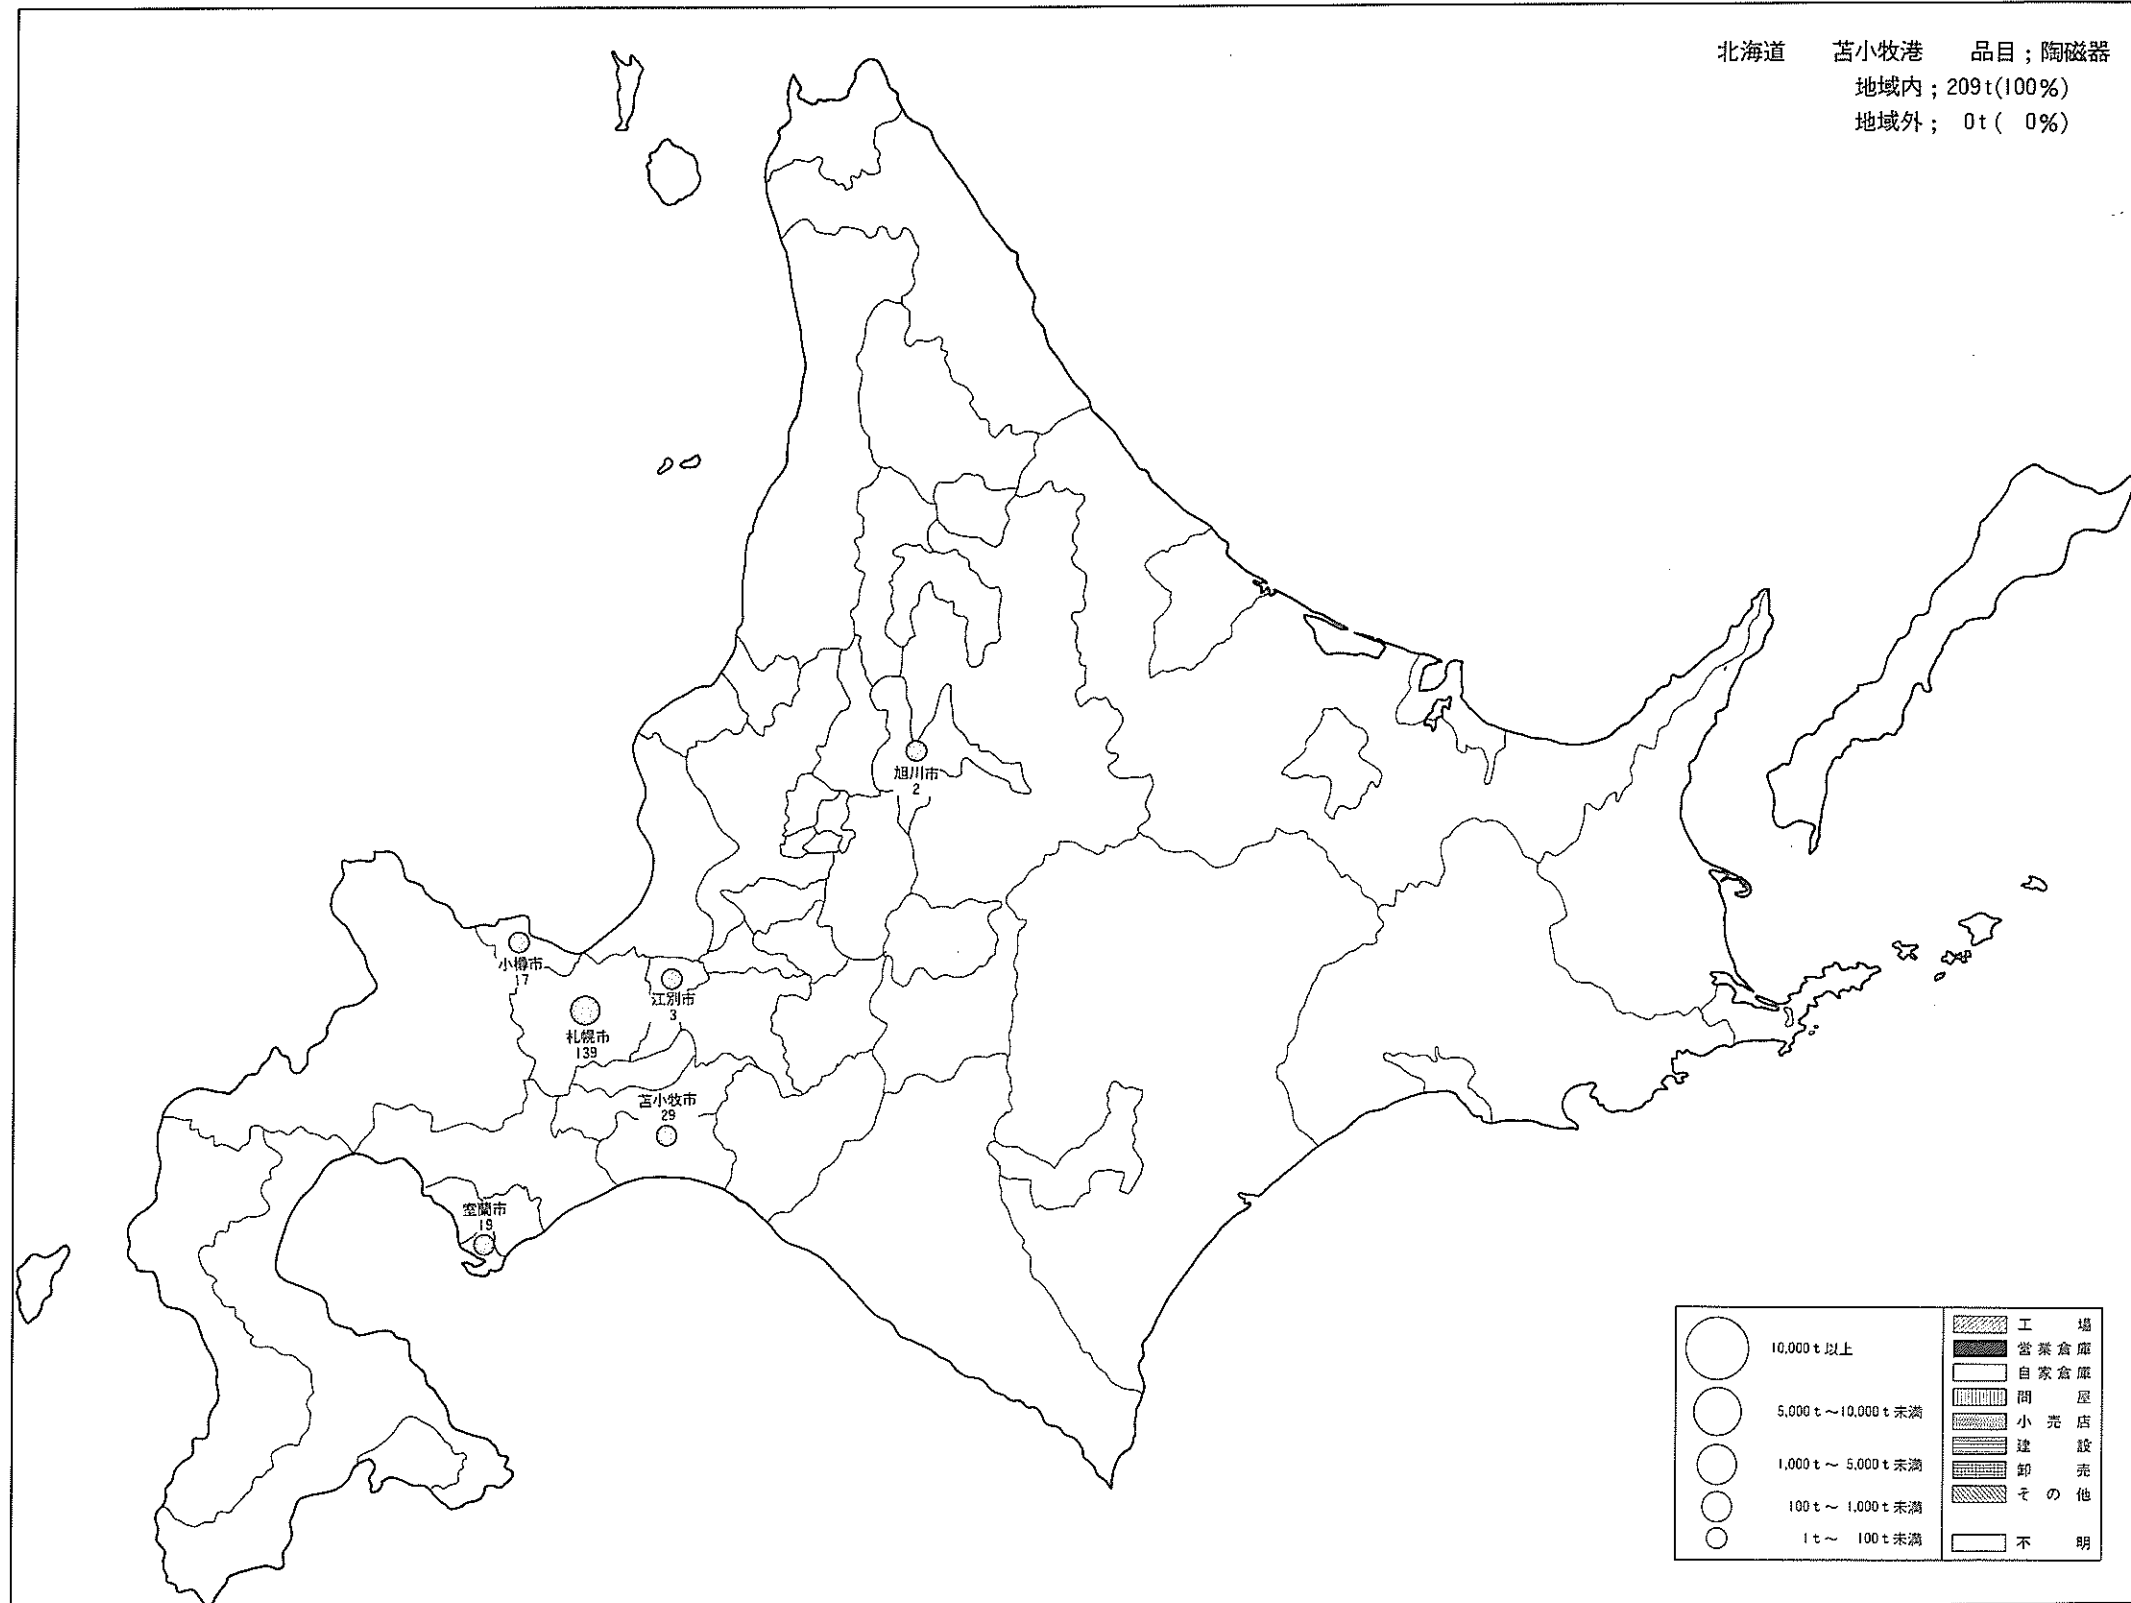 北海道 苫小牧港 品目；陶磁器
地域内；209t(100%)
地域外； 0t( 0%)
旭川市
2
小樽市
17
江別市
3
札幌市
139
苫小牧市
29
室蘭市
19
10,000t以上
5,000t～10,000t未満
1,000t～ 5,000t未満
100t～ 1,000t未満
1t～ 100t未満
工場
営業倉庫
自家倉庫
問屋
小売店
建設
卸売
その他
不明